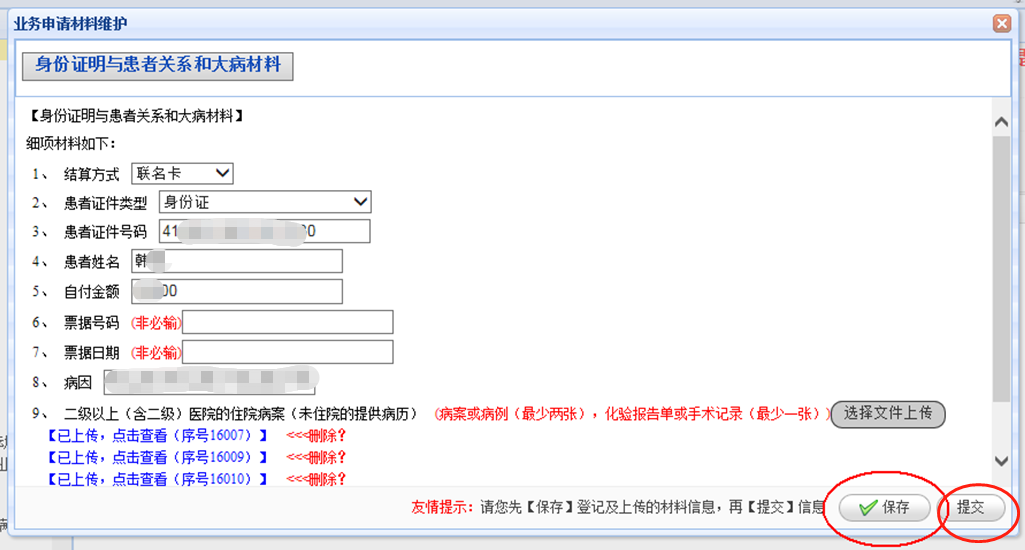 业务申请材料维护
身份证明与患者关系和大病材料
【身份证明与患者关系和大病材料】
细项材料如下：
1、 结算方式 联名卡
2、 患者证件类型 身份证
3、 患者证件号码 41 0
4、 患者姓名 韩
5、 自付金额 00
6、 票据号码 (非必输)
7、 票据日期 (非必输)
8、 病因
9、 二级以上（含二级）医院的住院病案（未住院的提供病历） (病案或病例（最少两张），化验报告单或手术记录（最少一张）) 选择文件上传
【已上传，点击查看（序号16007）】 <<<删除?
【已上传，点击查看（序号16009）】 <<<删除?
【已上传，点击查看（序号16010）】 <<<删除?
友情提示：请您先【保存】登记及上传的材料信息，再【提交】信息 保存 提交